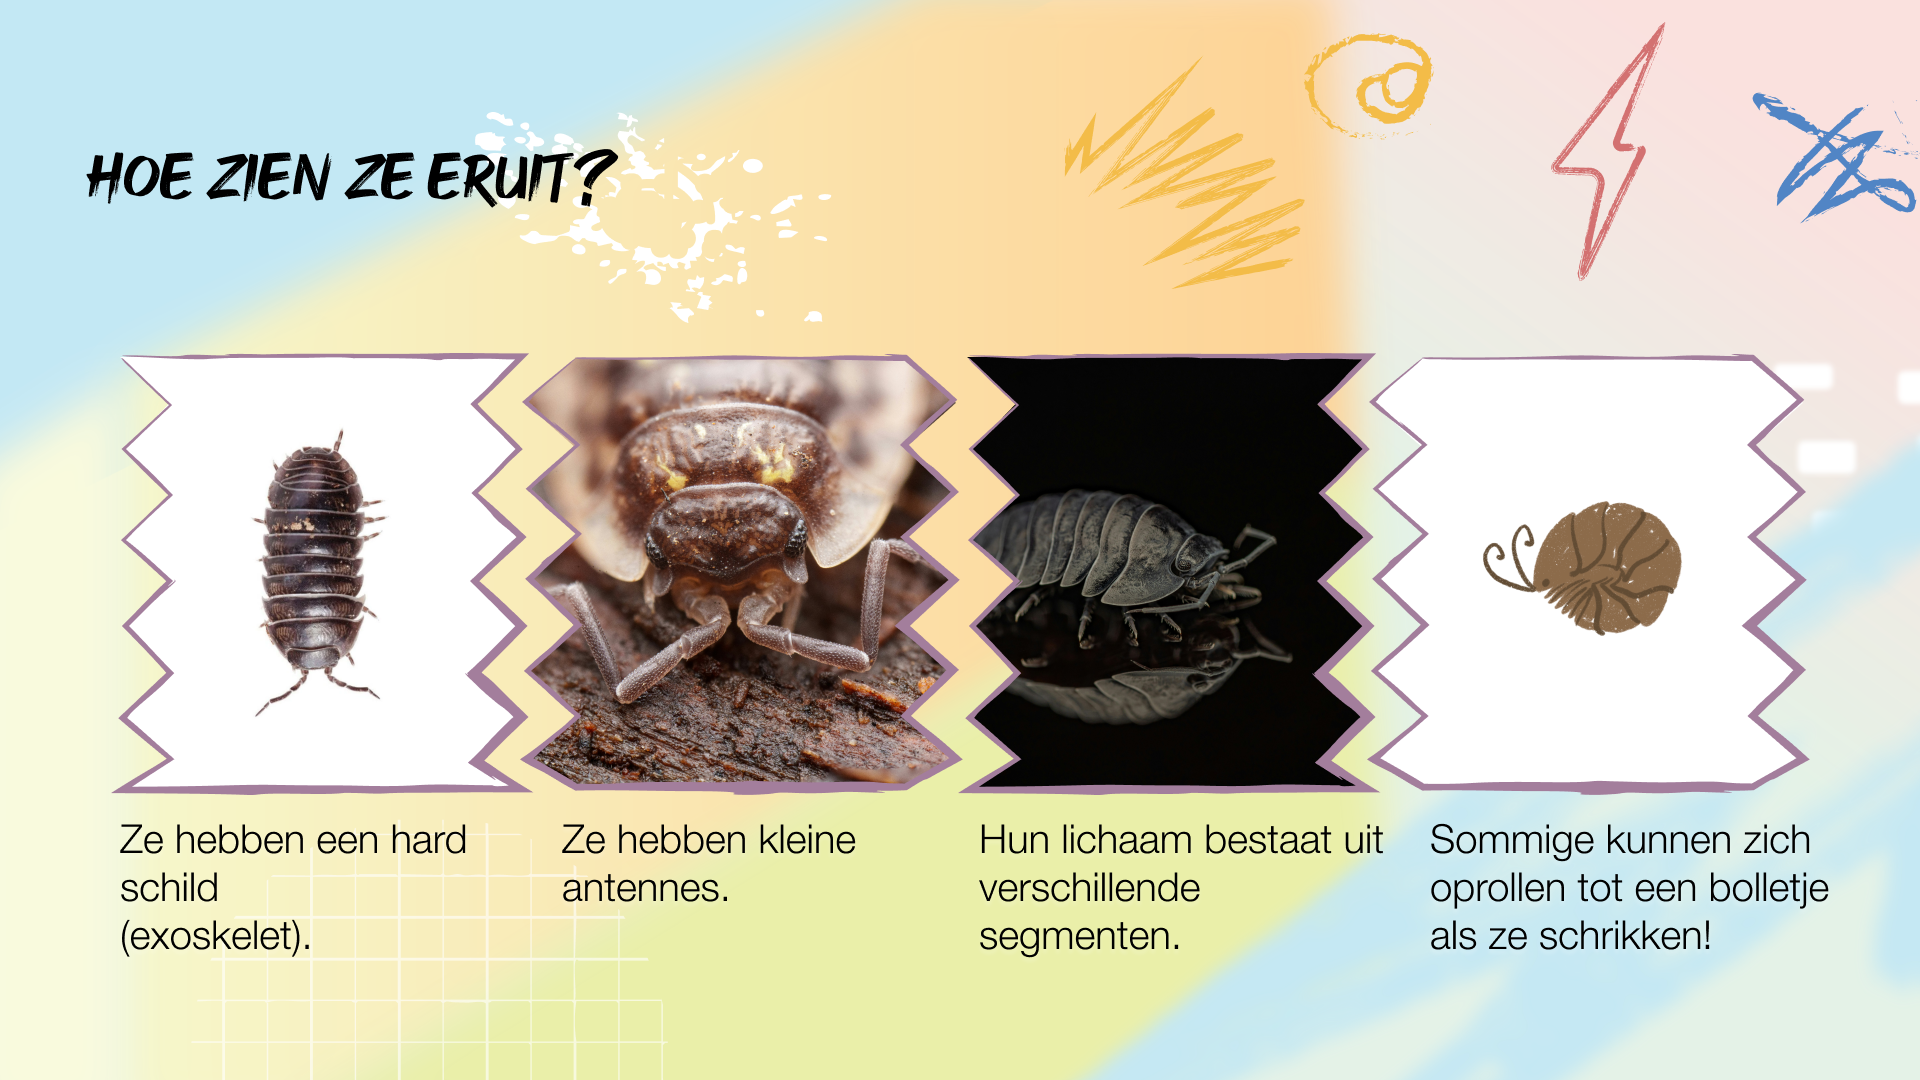 HOE ZIEN ZE ERUIT?
Ze hebben een hard
schild
(exoskelet).
Ze hebben kleine
antennes.
Hun lichaam bestaat uit
verschillende
segmenten.
Sommige kunnen zich
oprollen tot een bolletje
als ze schrikken!